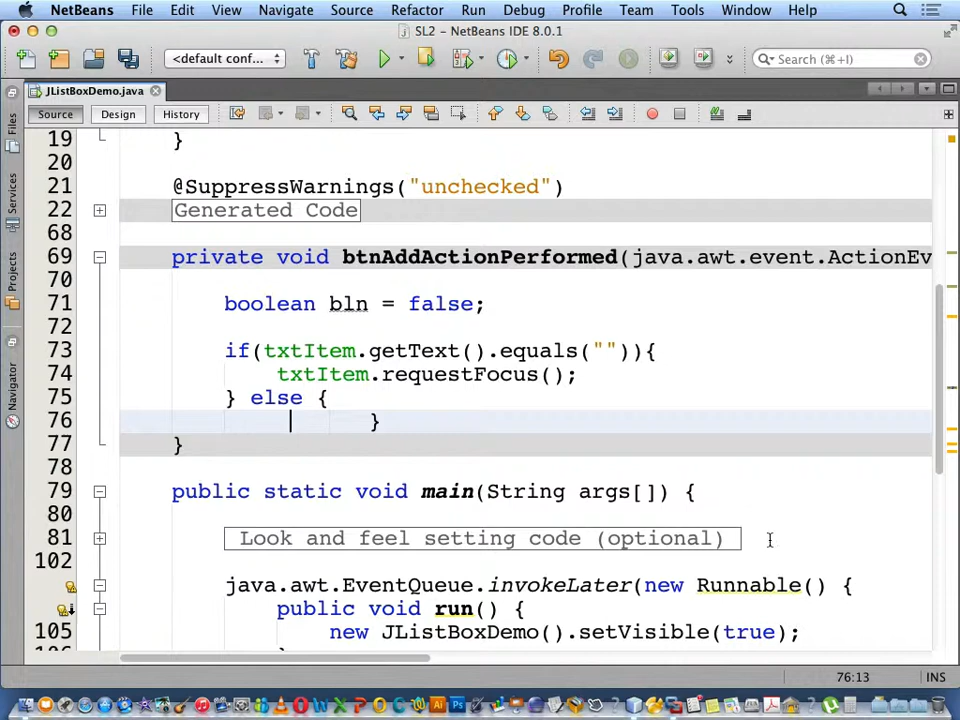 NetBeans File Edit View Navigate Source Refactor Run Debug Profile Team Tools Window Help
SL2 - NetBeans IDE 8.0.1
<default conf... Search (⌘+I)
JListBoxDemo.java
Source Design History
Files
Services
Projects
Navigator
19 }
20
21 @SuppressWarnings("unchecked")
22 Generated Code
68
69 private void btnAddActionPerformed(java.awt.event.ActionEv
70
71 boolean bln = false;
72
73 if(txtItem.getText().equals("")){
74 txtItem.requestFocus();
75 } else {
76 }
77 }
78
79 public static void main(String args[]) {
80
81 Look and feel setting code (optional)
102
java.awt.EventQueue.invokeLater(new Runnable() {
public void run() {
105 new JListBoxDemo().setVisible(true);
106
76:13 INS